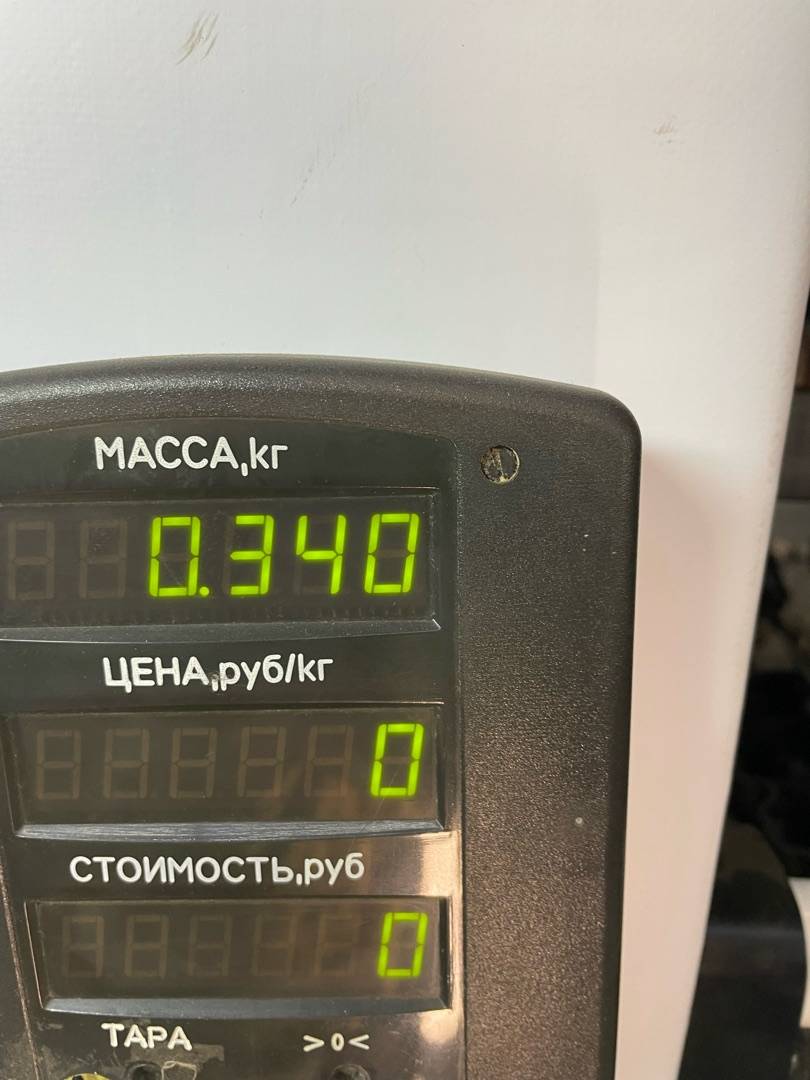 МАССА,кг
0.340
ЦЕНА,руб/кг
0
СТОИМОСТЬ,руб
0
ТАРА >0<